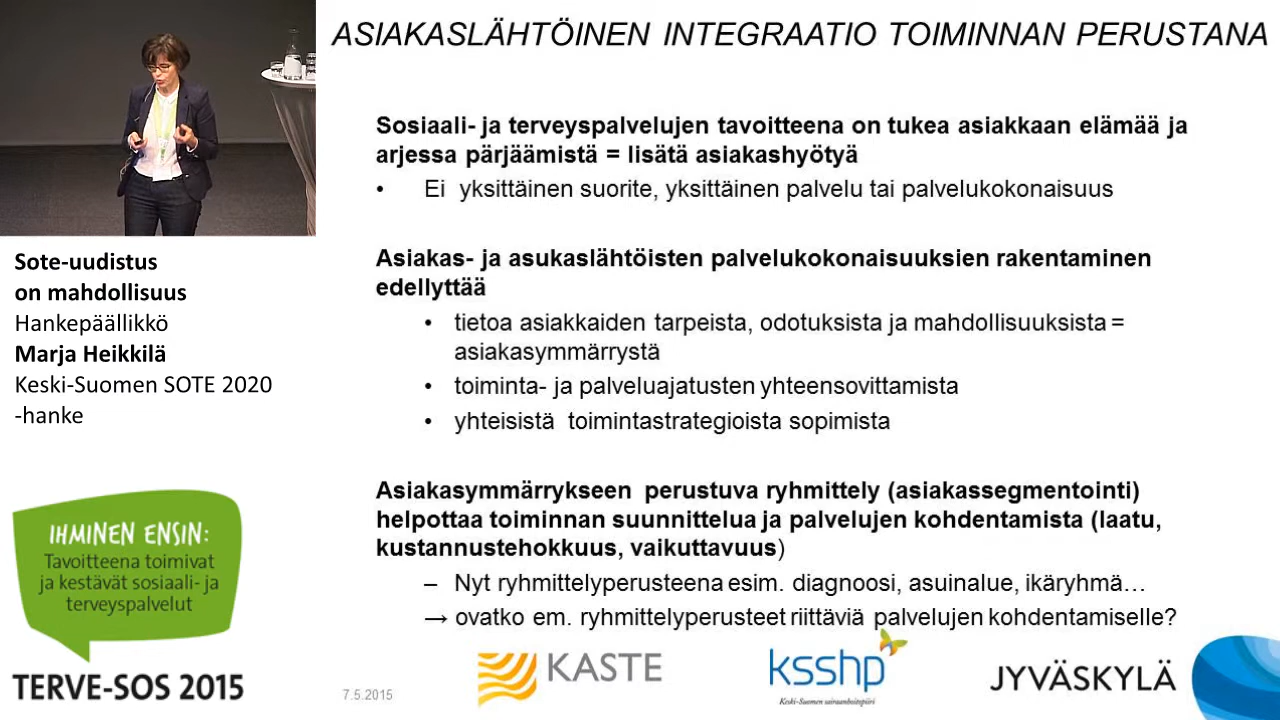 ASIAKASLÄHTÖINEN INTEGRAATIO TOIMINNAN PERUSTANA
Sosiaali- ja terveyspalvelujen tavoitteena on tukea asiakkaan elämää ja
arjessa pärjäämistä = lisätä asiakashyötyä
• Ei yksittäinen suorite, yksittäinen palvelu tai palvelukokonaisuus
Asiakas- ja asukaslähtöisten palvelukokonaisuuksien rakentaminen
edellyttää
• tietoa asiakkaiden tarpeista, odotuksista ja mahdollisuuksista =
asiakasymmärrystä
• toiminta- ja palveluajatusten yhteensovittamista
• yhteisistä toimintastrategioista sopimista
Asiakasymmärrykseen perustuva ryhmittely (asiakassegmentointi)
helpottaa toiminnan suunnittelua ja palvelujen kohdentamista (laatu,
kustannustehokkuus, vaikuttavuus)
– Nyt ryhmittelyperusteena esim. diagnoosi, asuinalue, ikäryhmä…
→ ovatko em. ryhmittelyperusteet riittäviä palvelujen kohdentamiselle?
Sote-uudistus
on mahdollisuus
Hankepäällikkö
Marja Heikkilä
Keski-Suomen SOTE 2020
-hanke
IHMINEN ENSIN:
Tavoitteena toimivat
ja kestävät sosiaali- ja
terveyspalvelut
TERVE-SOS 2015
7.5.2015
KASTE
ksshp
Keski-Suomen sairaanhoitopiiri
JYVÄSKYLÄ